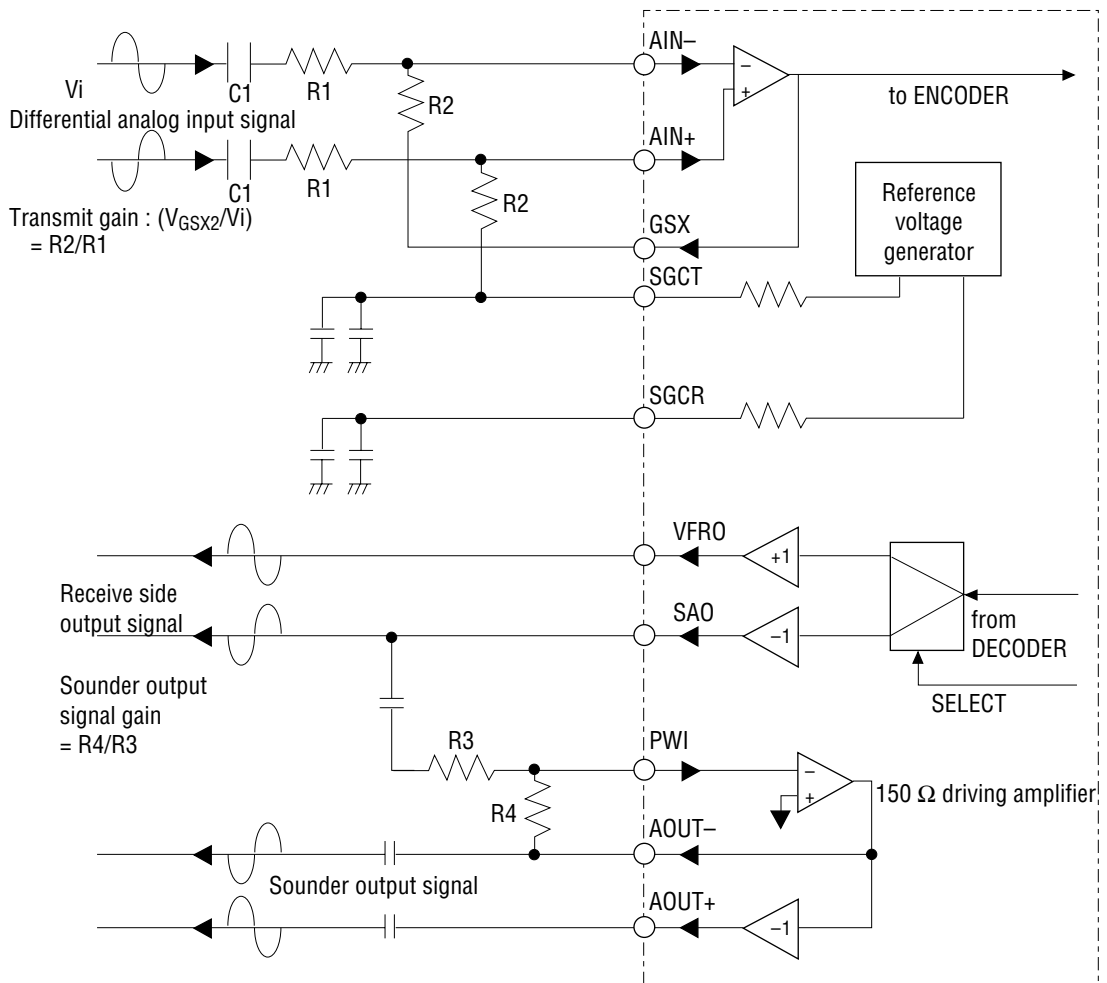 AIN–
–
+
Vi
C1
R1
R2
to ENCODER
Differential analog input signal
AIN+
C1
R1
R2
Transmit gain : (VGSX2/Vi)
= R2/R1
GSX
Reference
voltage
generator
SGCT
SGCR
VFRO
+1
Receive side
output signal
SAO
–1
from
DECODER
SELECT
Sounder output
signal gain
= R4/R3
R3
PWI
–
+
150 Ω driving amplifier
R4
AOUT–
Sounder output signal
AOUT+
–1